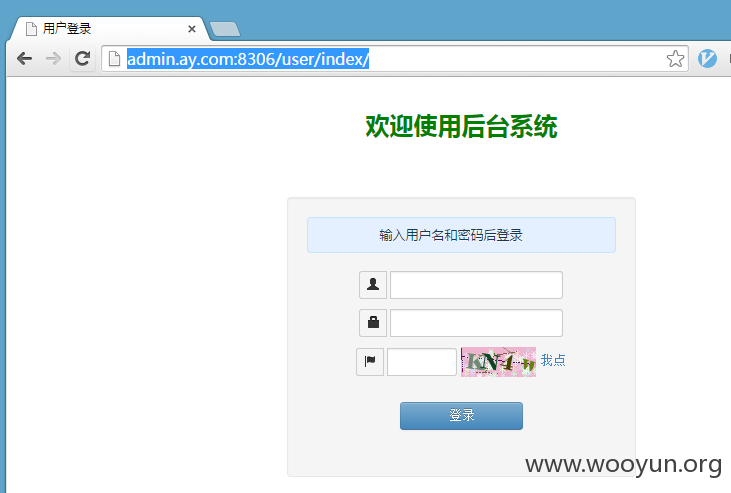 用户登录
admin.ay.com:8306/user/index/
欢迎使用后台系统
输入用户名和密码后登录
我点
登录
www.wooyun.org